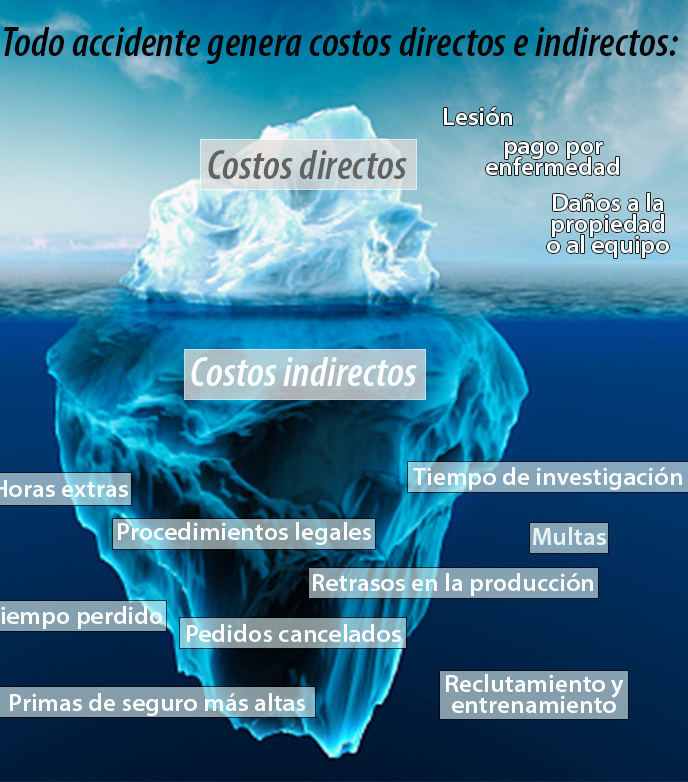 Todo accidente genera costos directos e indirectos:
Lesión
Costos directos
pago por
enfermedad
Daños a la
propiedad
o al equipo
Costos indirectos
Tiempo de investigación
Horas extras
Procedimientos legales
Multas
Retrasos en la producción
iempo perdido
Pedidos cancelados
Reclutamiento y
entrenamiento
Primas de seguro más altas